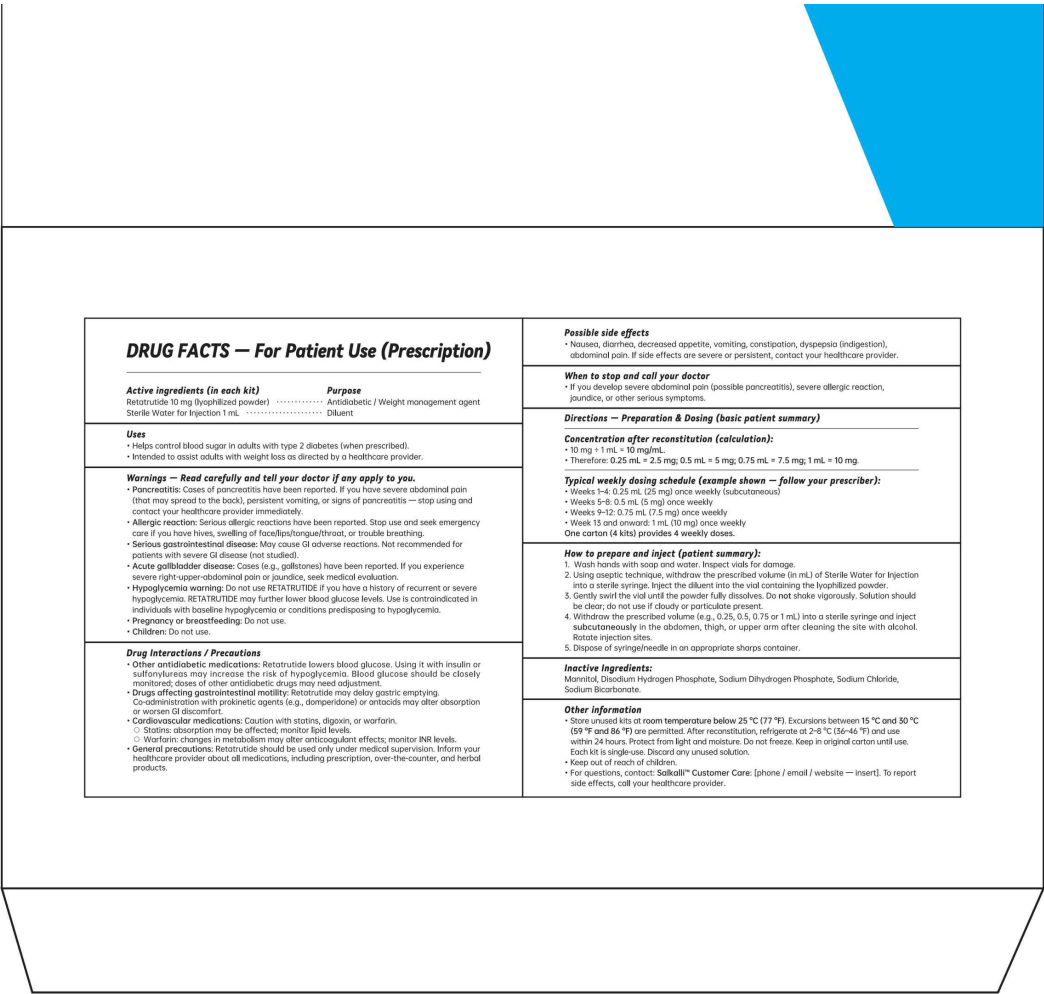 DRUG FACTS — For Patient Use (Prescription)
Active ingredients (in each kit) Purpose
Retatrutide 10 mg (lyophilized powder) ············· Antidiabetic / Weight management agent
Sterile Water for Injection 1 mL ······················ Diluent
Uses
• Helps control blood sugar in adults with type 2 diabetes (when prescribed).
• Intended to assist adults with weight loss as directed by a healthcare provider.
Warnings — Read carefully and tell your doctor if any apply to you.
• Pancreatitis: Cases of pancreatitis have been reported. If you have severe abdominal pain
(that may spread to the back), persistent vomiting, or signs of pancreatitis — stop using and
contact your healthcare provider immediately.
• Allergic reaction: Serious allergic reactions have been reported. Stop use and seek emergency
care if you have hives, swelling of face/lips/tongue/throat, or trouble breathing.
• Serious gastrointestinal disease: May cause GI adverse reactions. Not recommended for
patients with severe GI disease (not studied).
• Acute gallbladder disease: Cases (e.g., gallstones) have been reported. If you experience
severe right-upper-abdominal pain or jaundice, seek medical evaluation.
• Hypoglycemia warning: Do not use RETATRUTIDE if you have a history of recurrent or severe
hypoglycemia. RETATRUTIDE may further lower blood glucose levels. Use is contraindicated in
individuals with baseline hypoglycemia or conditions predisposing to hypoglycemia.
• Pregnancy or breastfeeding: Do not use.
• Children: Do not use.
Drug Interactions / Precautions
• Other antidiabetic medications: Retatrutide lowers blood glucose. Using it with insulin or
sulfonylureas may increase the risk of hypoglycemia. Blood glucose should be closely
monitored; doses of other antidiabetic drugs may need adjustment.
• Drugs affecting gastrointestinal motility: Retatrutide may delay gastric emptying.
Co-administration with prokinetic agents (e.g., domperidone) or antacids may alter absorption
or worsen GI discomfort.
• Cardiovascular medications: Caution with statins, digoxin, or warfarin.
○ Statins: absorption may be affected; monitor lipid levels.
○ Warfarin: changes in metabolism may alter anticoagulant effects; monitor INR levels.
• General precautions: Retatrutide should be used only under medical supervision. Inform your
healthcare provider about all medications, including prescription, over-the-counter, and herbal
products.
Possible side effects
• Nausea, diarrhea, decreased appetite, vomiting, constipation, dyspepsia (indigestion),
abdominal pain. If side effects are severe or persistent, contact your healthcare provider.
When to stop and call your doctor
• If you develop severe abdominal pain (possible pancreatitis), severe allergic reaction,
jaundice, or other serious symptoms.
Directions — Preparation & Dosing (basic patient summary)
Concentration after reconstitution (calculation):
• 10 mg ÷ 1 mL = 10 mg/mL.
• Therefore: 0.25 mL = 2.5 mg; 0.5 mL = 5 mg; 0.75 mL = 7.5 mg; 1 mL = 10 mg.
Typical weekly dosing schedule (example shown — follow your prescriber):
• Weeks 1–4: 0.25 mL (25 mg) once weekly (subcutaneous)
• Weeks 5–8: 0.5 mL (5 mg) once weekly
• Weeks 9–12: 0.75 mL (7.5 mg) once weekly
• Week 13 and onward: 1 mL (10 mg) once weekly
One carton (4 kits) provides 4 weekly doses.
How to prepare and inject (patient summary):
1. Wash hands with soap and water. Inspect vials for damage.
2. Using aseptic technique, withdraw the prescribed volume (in mL) of Sterile Water for Injection
into a sterile syringe. Inject the diluent into the vial containing the lyophilized powder.
3. Gently swirl the vial until the powder fully dissolves. Do not shake vigorously. Solution should
be clear; do not use if cloudy or particulate present.
4. Withdraw the prescribed volume (e.g., 0.25, 0.5, 0.75 or 1 mL) into a sterile syringe and inject
subcutaneously in the abdomen, thigh, or upper arm after cleaning the site with alcohol.
Rotate injection sites.
5. Dispose of syringe/needle in an appropriate sharps container.
Inactive Ingredients:
Mannitol, Disodium Hydrogen Phosphate, Sodium Dihydrogen Phosphate, Sodium Chloride,
Sodium Bicarbonate.
Other information
• Store unused kits at room temperature below 25 °C (77 °F). Excursions between 15 °C and 30 °C
(59 °F and 86 °F) are permitted. After reconstitution, refrigerate at 2–8 °C (36–46 °F) and use
within 24 hours. Protect from light and moisture. Do not freeze. Keep in original carton until use.
Each kit is single-use. Discard any unused solution.
• Keep out of reach of children.
• For questions, contact: Salkalli™ Customer Care: [phone / email / website — insert]. To report
side effects, call your healthcare provider.